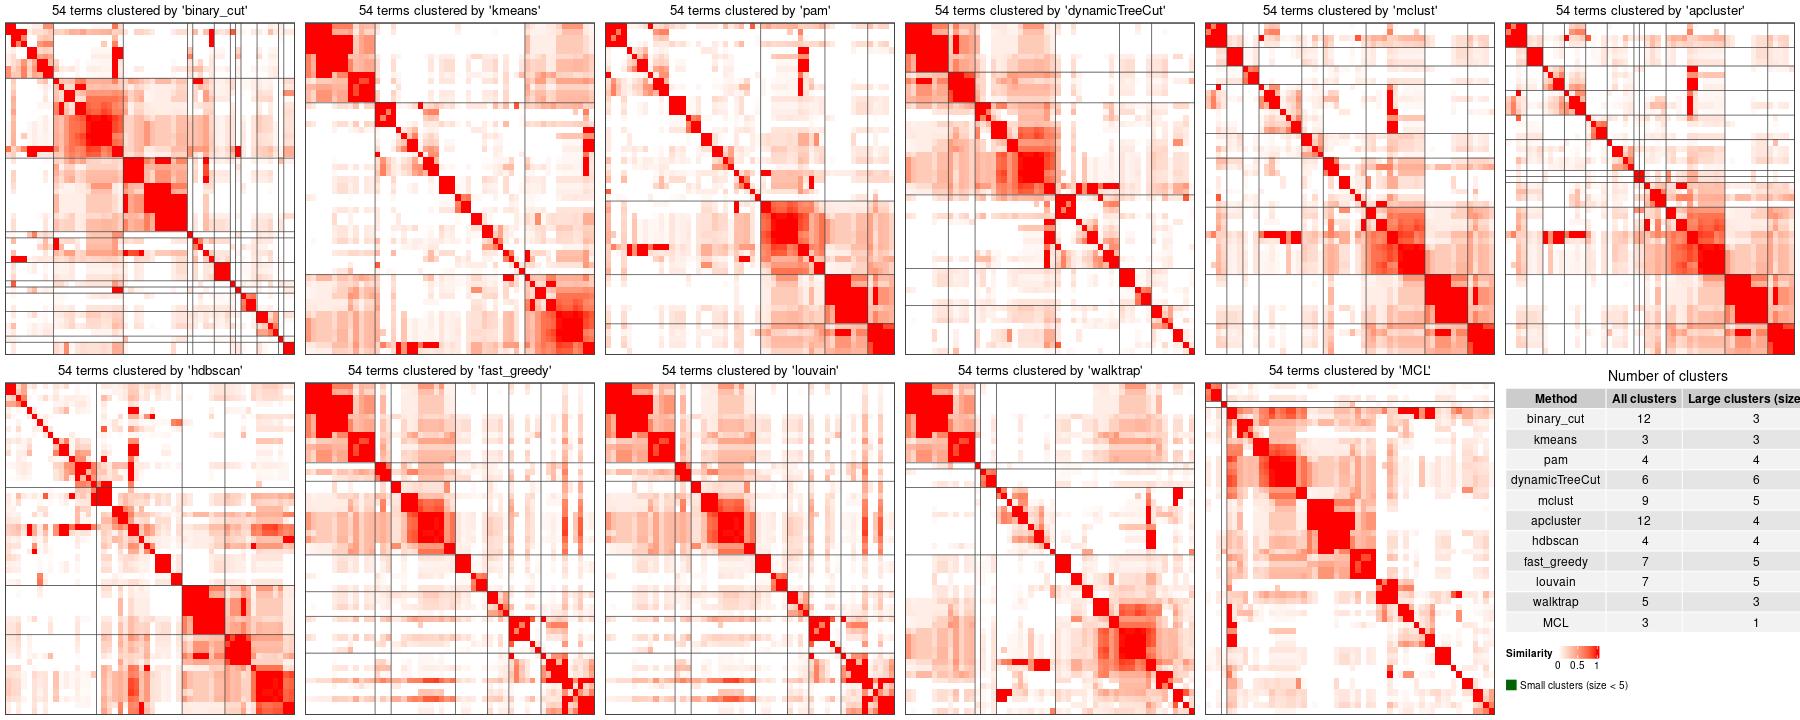 54 terms clustered by 'binary_cut'
54 terms clustered by 'kmeans'
54 terms clustered by 'pam'
54 terms clustered by 'dynamicTreeCut'
54 terms clustered by 'mclust'
54 terms clustered by 'apcluster'
54 terms clustered by 'hdbscan'
54 terms clustered by 'fast_greedy'
54 terms clustered by 'louvain'
54 terms clustered by 'walktrap'
54 terms clustered by 'MCL'
Number of clusters
Method All clusters Large clusters (size
binary_cut 12 3
kmeans 3 3
pam 4 4
dynamicTreeCut 6 6
mclust 9 5
apcluster 12 4
hdbscan 4 4
fast_greedy 7 5
louvain 7 5
walktrap 5 3
MCL 3 1
Similarity
0 0.5 1
Small clusters (size < 5)